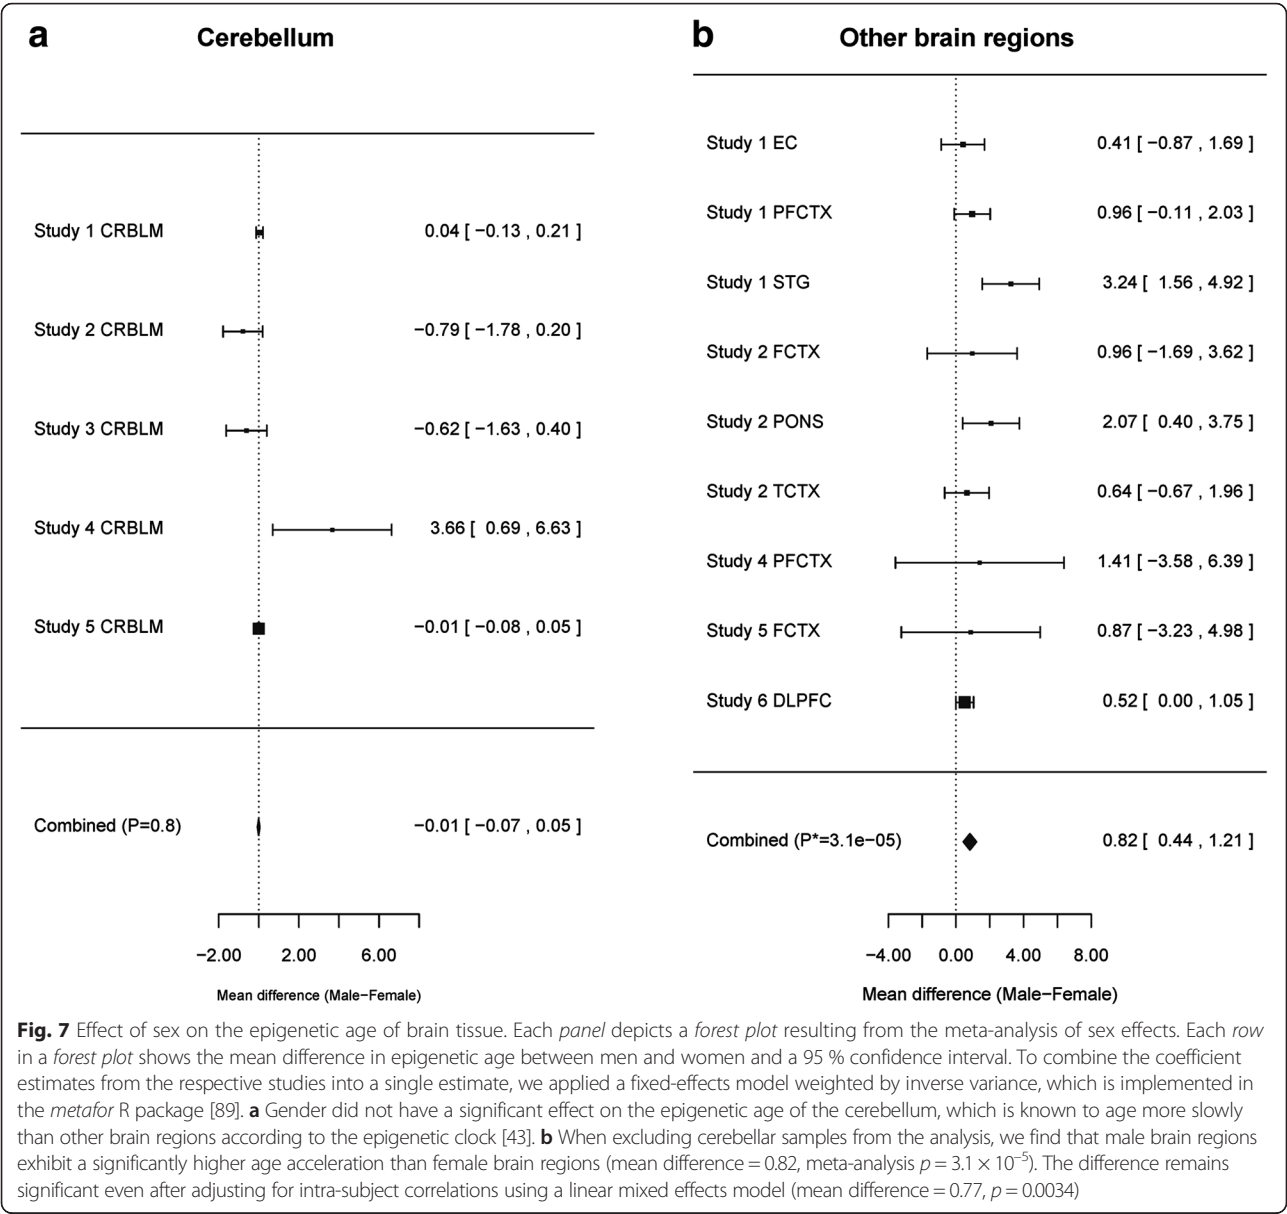 a Cerebellum
Study 1 CRBLM 0.04 [ −0.13 , 0.21 ]
Study 2 CRBLM −0.79 [ −1.78 , 0.20 ]
Study 3 CRBLM −0.62 [ −1.63 , 0.40 ]
Study 4 CRBLM 3.66 [ 0.69 , 6.63 ]
Study 5 CRBLM −0.01 [ −0.08 , 0.05 ]
Combined (P=0.8) −0.01 [ −0.07 , 0.05 ]
−2.00 2.00 6.00
Mean difference (Male−Female)
b Other brain regions
Study 1 EC 0.41 [ −0.87 , 1.69 ]
Study 1 PFCTX 0.96 [ −0.11 , 2.03 ]
Study 1 STG 3.24 [ 1.56 , 4.92 ]
Study 2 FCTX 0.96 [ −1.69 , 3.62 ]
Study 2 PONS 2.07 [ 0.40 , 3.75 ]
Study 2 TCTX 0.64 [ −0.67 , 1.96 ]
Study 4 PFCTX 1.41 [ −3.58 , 6.39 ]
Study 5 FCTX 0.87 [ −3.23 , 4.98 ]
Study 6 DLPFC 0.52 [ 0.00 , 1.05 ]
Combined (P*=3.1e−05) 0.82 [ 0.44 , 1.21 ]
−4.00 0.00 4.00 8.00
Mean difference (Male−Female)
Fig. 7 Effect of sex on the epigenetic age of brain tissue. Each panel depicts a forest plot resulting from the meta-analysis of sex effects. Each row
in a forest plot shows the mean difference in epigenetic age between men and women and a 95 % confidence interval. To combine the coefficient
estimates from the respective studies into a single estimate, we applied a fixed-effects model weighted by inverse variance, which is implemented in
the metafor R package [89]. a Gender did not have a significant effect on the epigenetic age of the cerebellum, which is known to age more slowly
than other brain regions according to the epigenetic clock [43]. b When excluding cerebellar samples from the analysis, we find that male brain regions
exhibit a significantly higher age acceleration than female brain regions (mean difference = 0.82, meta-analysis p = 3.1 × 10⁻⁵). The difference remains
significant even after adjusting for intra-subject correlations using a linear mixed effects model (mean difference = 0.77, p = 0.0034)